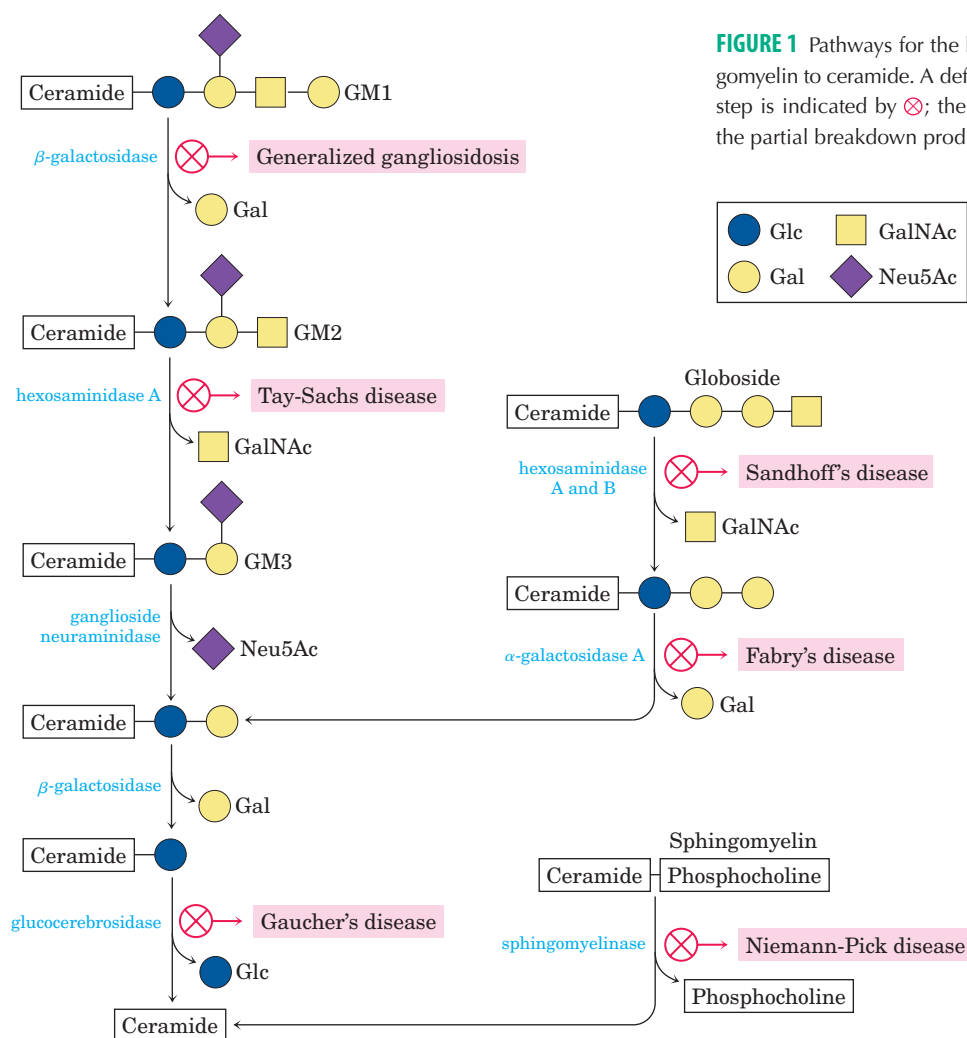 FIGURE 1 Pathways for the
gomyelin to ceramide. A
step is indicated by ⊗; the
the partial breakdown
Ceramide
GM1
β-galactosidase
Generalized gangliosidosis
Gal
Glc
GalNAc
Gal
Neu5Ac
Ceramide
GM2
hexosaminidase A
Tay-Sachs disease
GalNAc
Ceramide
GM3
ganglioside
neuraminidase
Neu5Ac
Globoside
Ceramide
hexosaminidase
A and B
Sandhoff's disease
GalNAc
Ceramide
α-galactosidase A
Fabry's disease
Gal
Ceramide
β-galactosidase
Gal
Ceramide
glucocerebrosidase
Gaucher's disease
Glc
Sphingomyelin
Ceramide
Phosphocholine
sphingomyelinase
Niemann-Pick disease
Phosphocholine
Ceramide